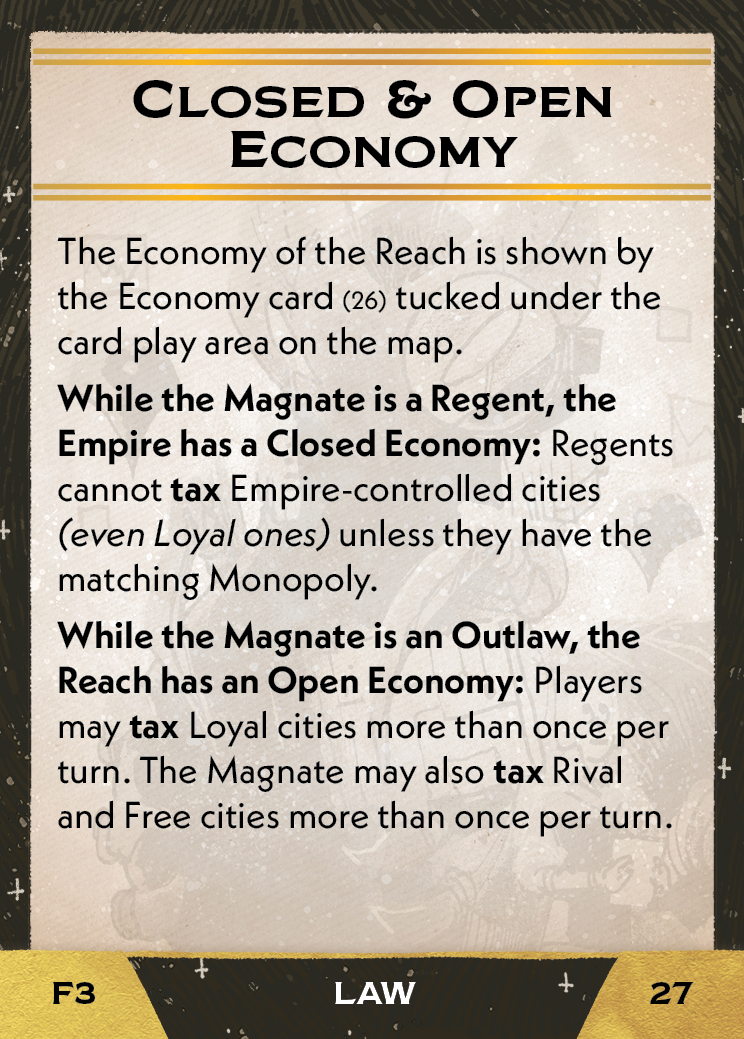 Closed & Open
Economy
The Economy of the Reach is shown by
the Economy card (26) tucked under the
card play area on the map.
While the Magnate is a Regent, the
Empire has a Closed Economy: Regents
cannot tax Empire-controlled cities
(even Loyal ones) unless they have the
matching Monopoly.
While the Magnate is an Outlaw, the
Reach has an Open Economy: Players
may tax Loyal cities more than once per
turn. The Magnate may also tax Rival
and Free cities more than once per turn.
F3 LAW 27